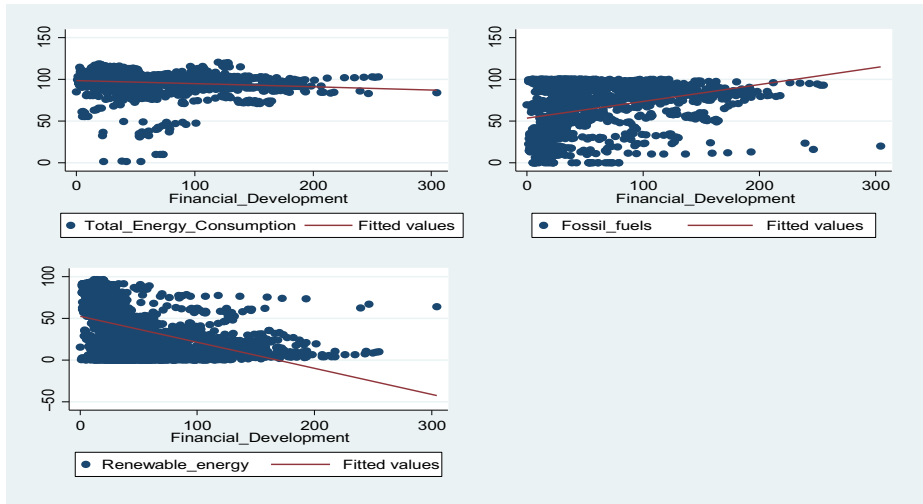 150
100
50
0
0 100 200 300
Financial_Development
Total_Energy_Consumption Fitted values
150
100
50
0
0 100 200 300
Financial_Development
Fossil_fuels Fitted values
100
50
0
−50
0 100 200 300
Financial_Development
Renewable_energy Fitted values